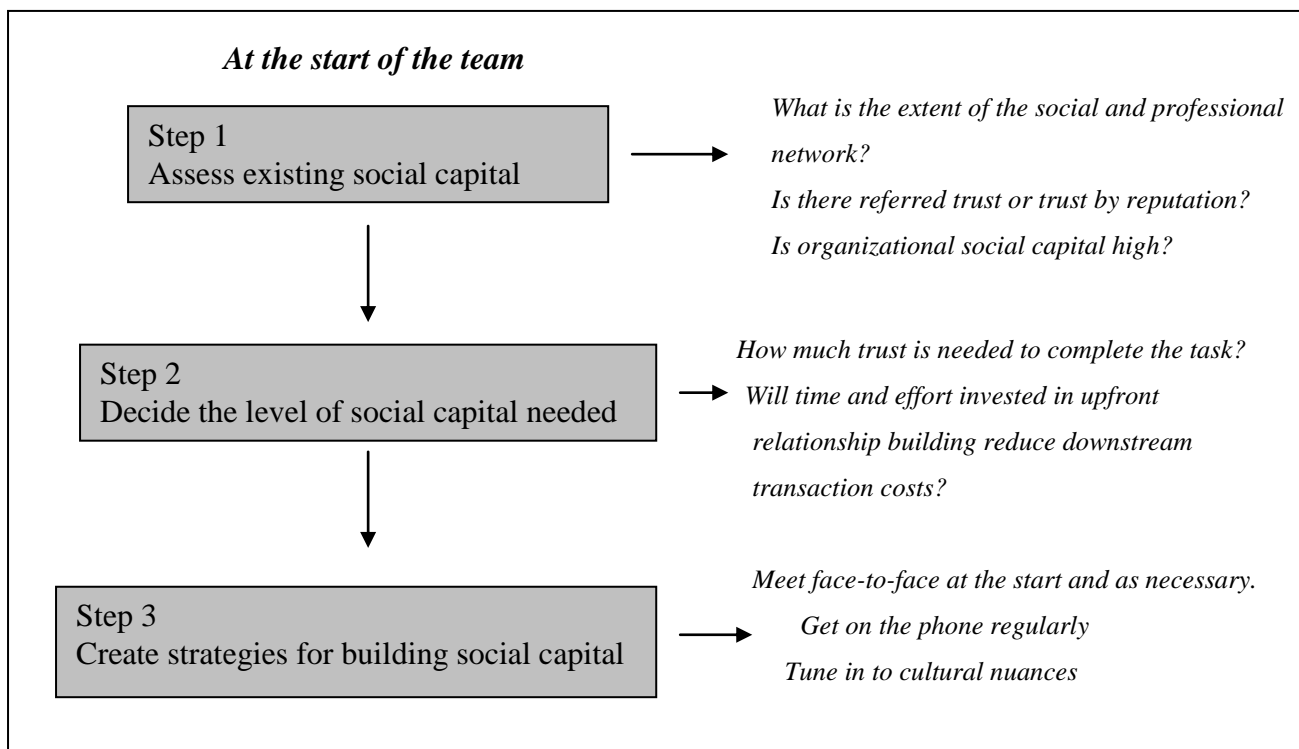 At the start of the team
Step 1
Assess existing social capital
What is the extent of the social and professional
network?
Is there referred trust or trust by reputation?
Is organizational social capital high?
Step 2
Decide the level of social capital needed
How much trust is needed to complete the task?
Will time and effort invested in upfront
relationship building reduce downstream
transaction costs?
Step 3
Create strategies for building social capital
Meet face-to-face at the start and as necessary.
Get on the phone regularly
Tune in to cultural nuances